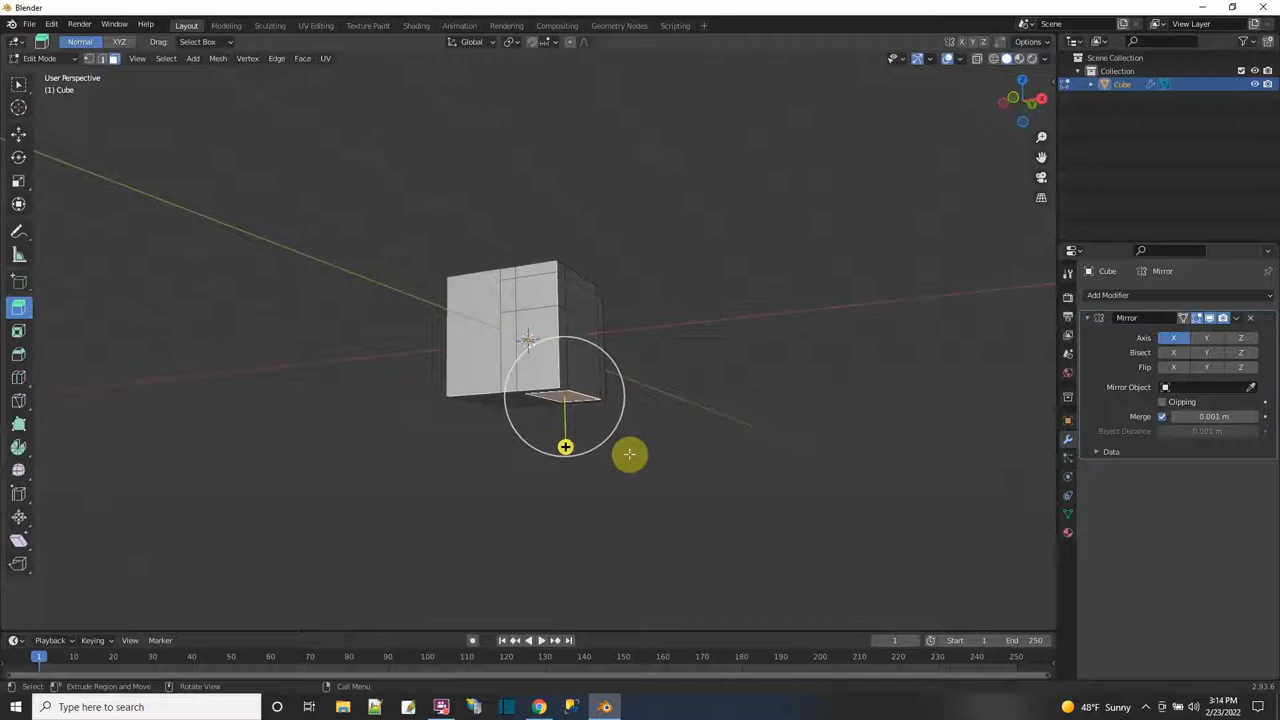 Blender
File Edit Render Window Help Layout Modeling Sculpting UV Editing Texture Paint Shading Animation Rendering Compositing Geometry Nodes Scripting + Scene View Layer
Normal XYZ Drag: Select Box Global X Y Z Options
Edit Mode View Select Add Mesh Vertex Edge Face UV
User Perspective
(1) Cube
Z
X
Y
Scene Collection
Collection
Cube
Cube Mirror
Add Modifier
Mirror
Axis X Y Z
Bisect X Y Z
Flip X Y Z
Mirror Object
Clipping
Merge 0.001 m
Bisect Distance 0.001 m
Data
Playback Keying View Marker 1 Start 1 End 250
1 10 20 30 40 50 60 70 80 90 100 110 120 130 140 150 160 170 180 190 200 210 220 230 240 250
Select Extrude Region and Move Rotate View Call Menu 2.93.6
Type here to search 48°F Sunny 3:14 PM
2/23/2022